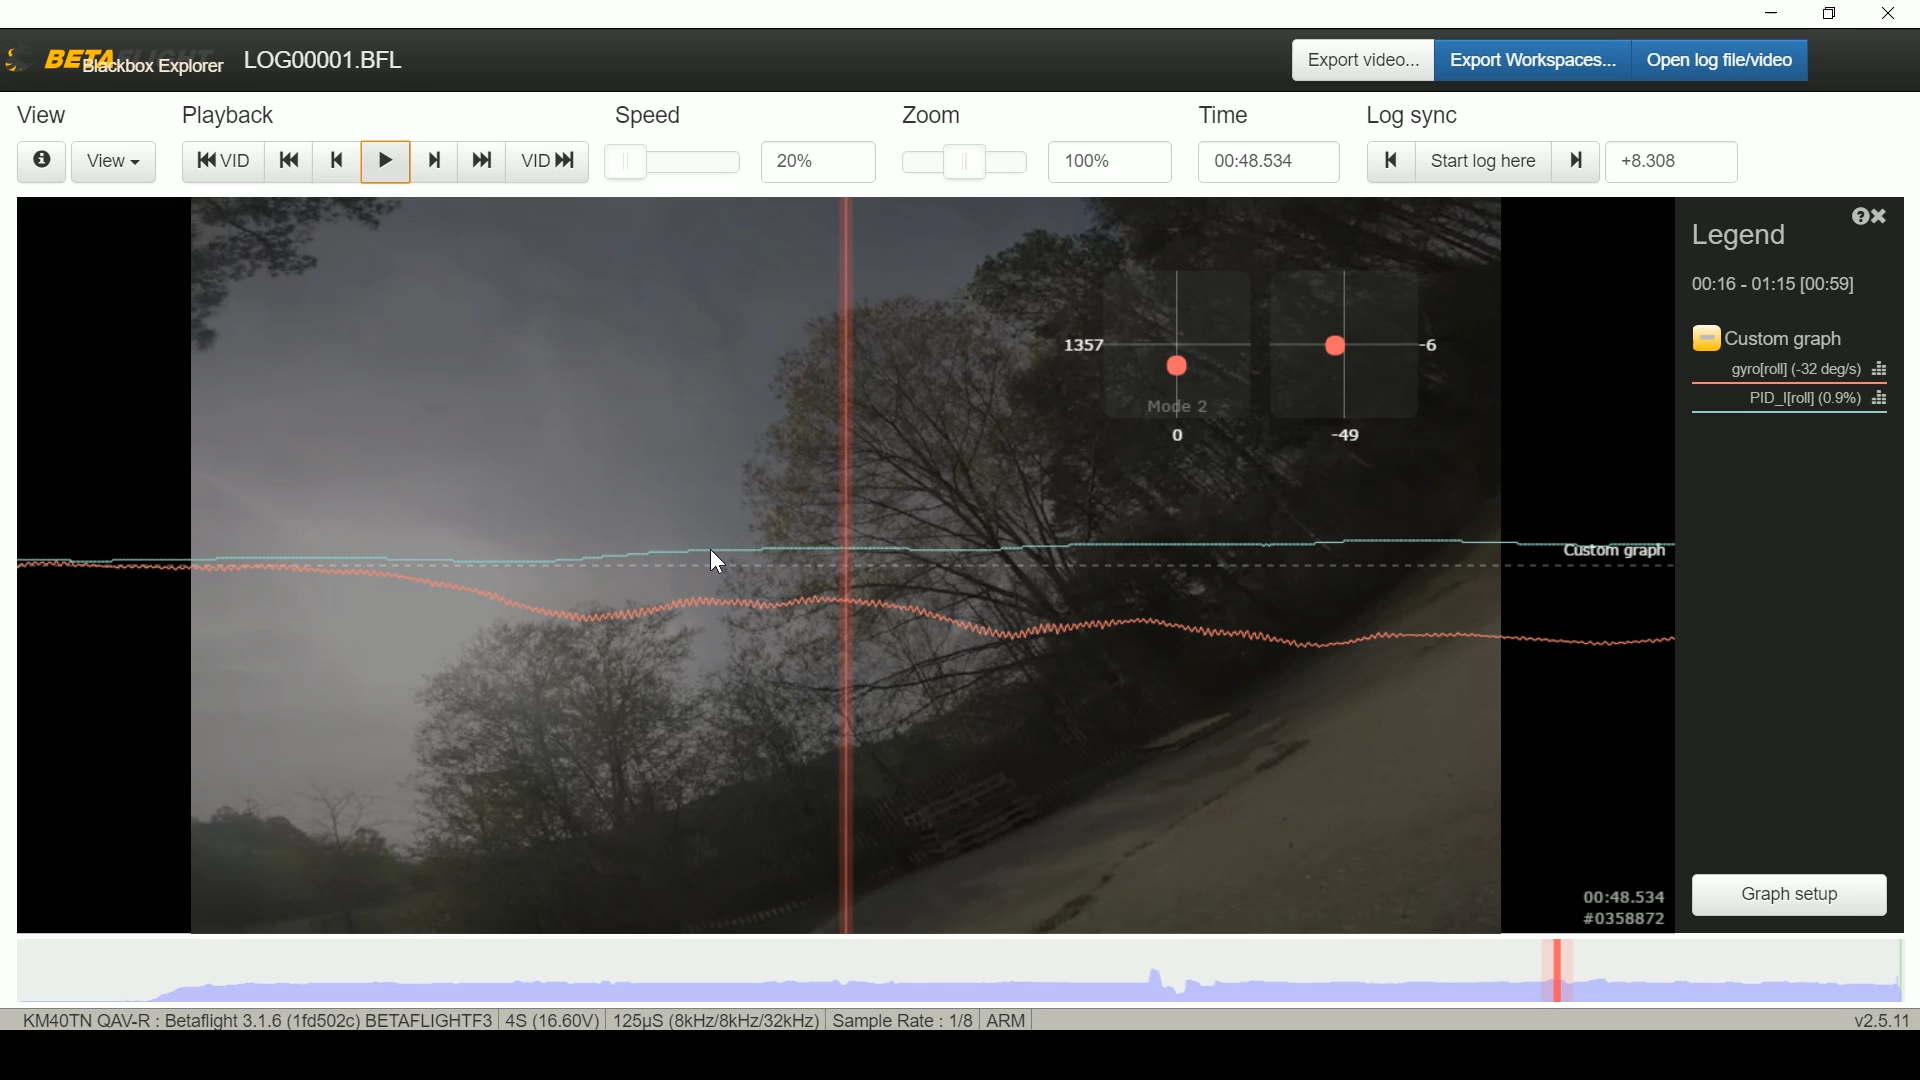 BETAFLIGHT
Blackbox Explorer
LOG00001.BFL
Export video...
Export Workspaces...
Open log file/video
View
Playback
Speed
Zoom
Time
Log sync
View
VID
VID
20%
100%
00:48.534
Start log here
+8.308
Legend
00:16 - 01:15 [00:59]
Custom graph
gyro[roll] (-32 deg/s)
PID_I[roll] (0.9%)
1357
-6
Mode 2
0
-49
Custom graph
Graph setup
00:48.534
#0358872
KM40TN QAV-R : Betaflight 3.1.6 (1fd502c) BETAFLIGHTF3 4S (16.60V) 125µS (8kHz/8kHz/32kHz) Sample Rate : 1/8 ARM
v2.5.11